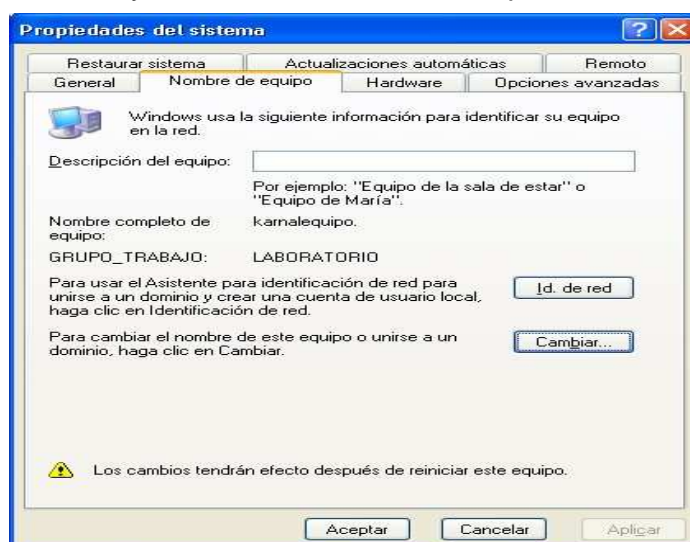 Propiedades del sistema
Restaurar sistema Actualizaciones automáticas Remoto
General Nombre de equipo Hardware Opciones avanzadas
Windows usa la siguiente información para identificar su equipo
en la red.
Descripción del equipo:
Por ejemplo: "Equipo de la sala de estar" o
"Equipo de María".
Nombre completo de
equipo:
karnalequipo.
GRUPO_TRABAJO: LABORATORIO
Para usar el Asistente para identificación de red para
unirse a un dominio y crear una cuenta de usuario local,
haga clic en Identificación de red.
Id. de red
Para cambiar el nombre de este equipo o unirse a un
dominio, haga clic en Cambiar.
Cambiar...
Los cambios tendrán efecto después de reiniciar este equipo.
Aceptar Cancelar Aplicar